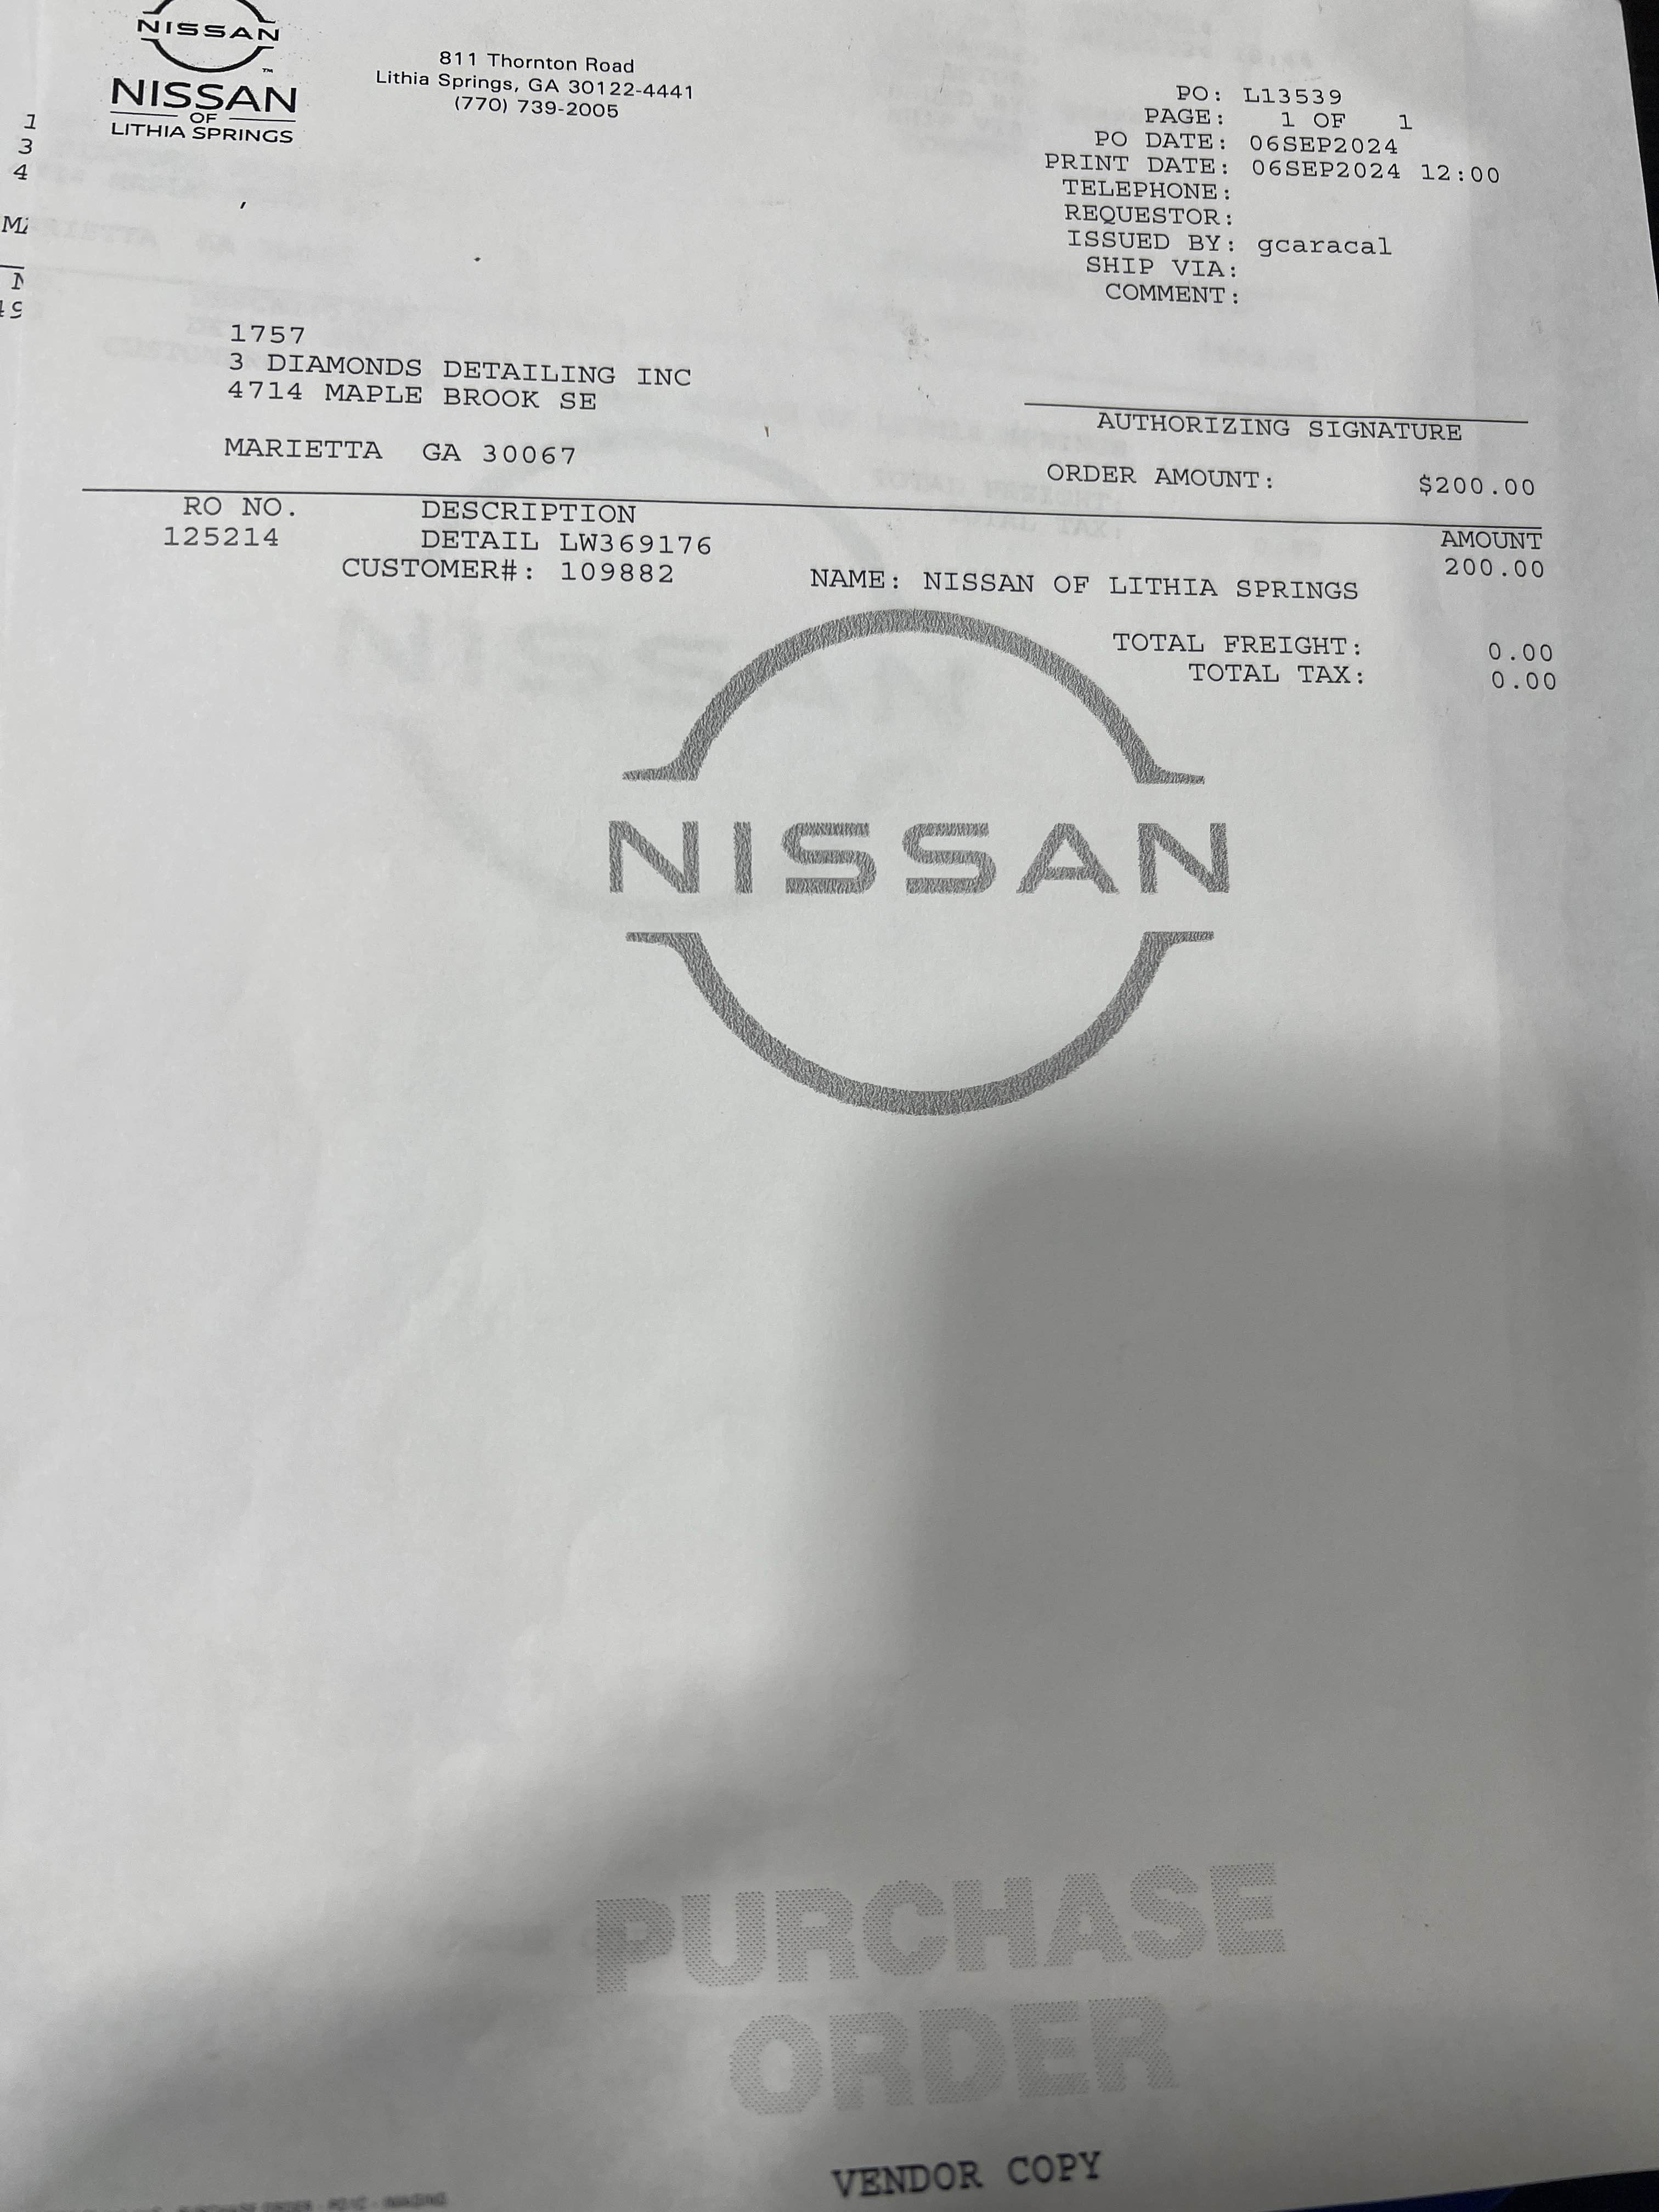 NISSAN
NISSAN
OF
LITHIA SPRINGS
811 Thornton Road
Lithia Springs, GA 30122-4441
(770) 739-2005
PO: L13539
PAGE: 1 OF 1
PO DATE: 06SEP2024
PRINT DATE: 06SEP2024 12:00
TELEPHONE:
REQUESTOR:
ISSUED BY: gcaracal
SHIP VIA:
COMMENT:
1
3
4
1757
3 DIAMONDS DETAILING INC
4714 MAPLE BROOK SE
MARIETTA GA 30067
AUTHORIZING SIGNATURE
ORDER AMOUNT: $200.00
RO NO. DESCRIPTION AMOUNT
125214 DETAIL LW369176 200.00
CUSTOMER#: 109882 NAME: NISSAN OF LITHIA SPRINGS
TOTAL FREIGHT: 0.00
TOTAL TAX: 0.00
NISSAN
PURCHASE
ORDER
VENDOR COPY